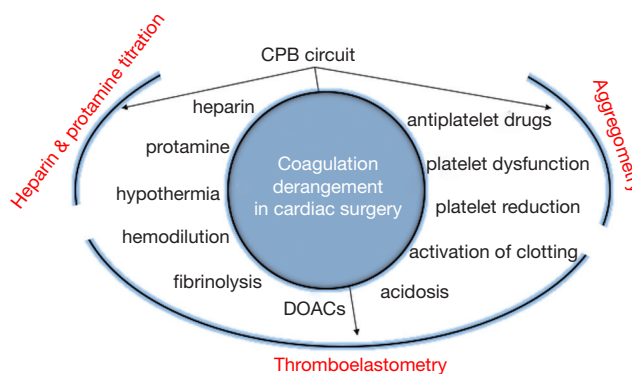 CPB circuit
Heparin & protamine titration
Aggregometry
heparin
antiplatelet drugs
protamine
platelet dysfunction
Coagulation
derangement
in cardiac surgery
hypothermia
platelet reduction
hemodilution
activation of clotting
fibrinolysis
acidosis
DOACs
Thromboelastometry